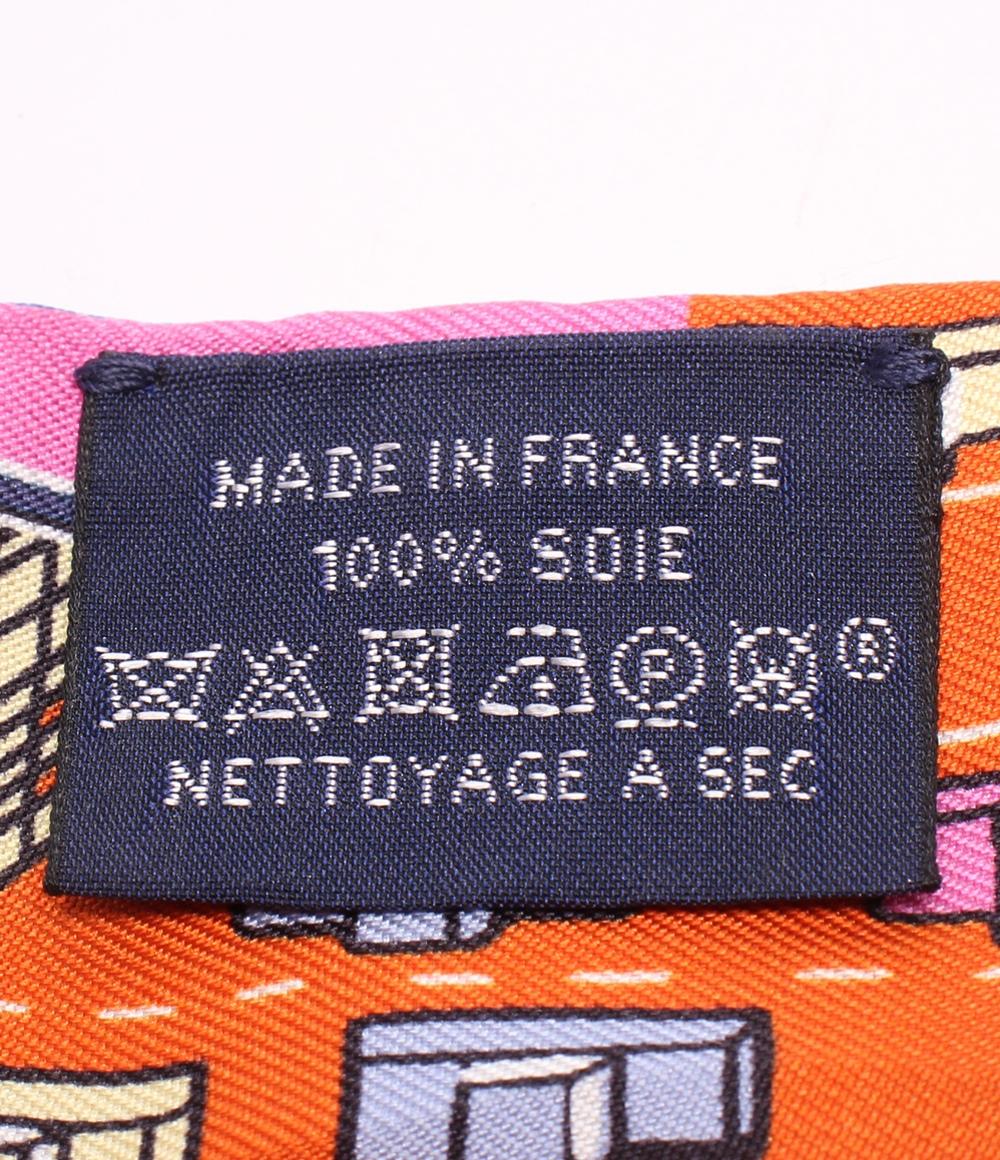 MADE IN FRANCE
100% SOIE
F W ®
NETTOYAGE A SEC